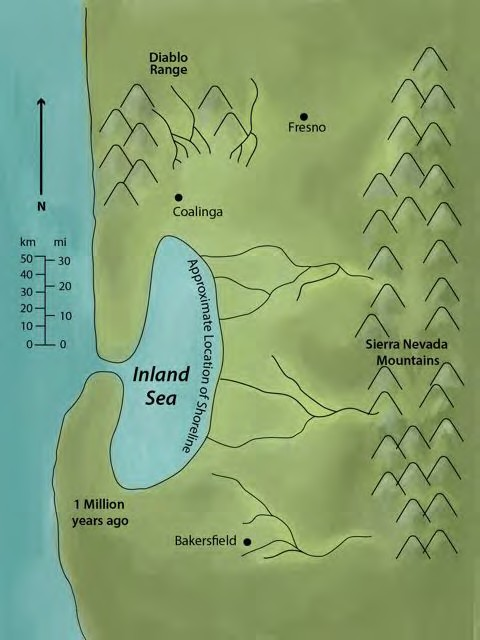 Diablo
Range
Fresno
N
Coalinga
km mi
50 30
40
30 20
20
10 10
0 0
Approximate Location of Shoreline
Sierra Nevada
Mountains
Inland
Sea
1 Million
years ago
Bakersfield